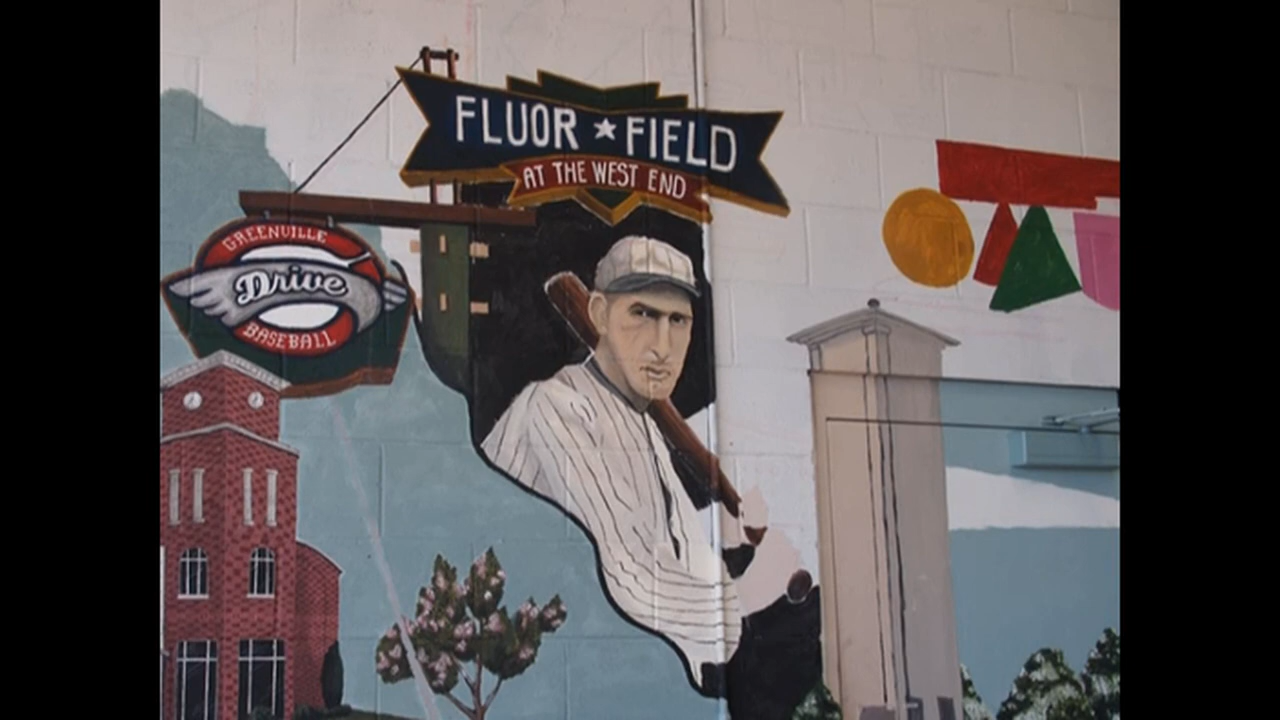 FLUOR ★ FIELD
AT THE WEST END
GREENVILLE
Drive
BASEBALL